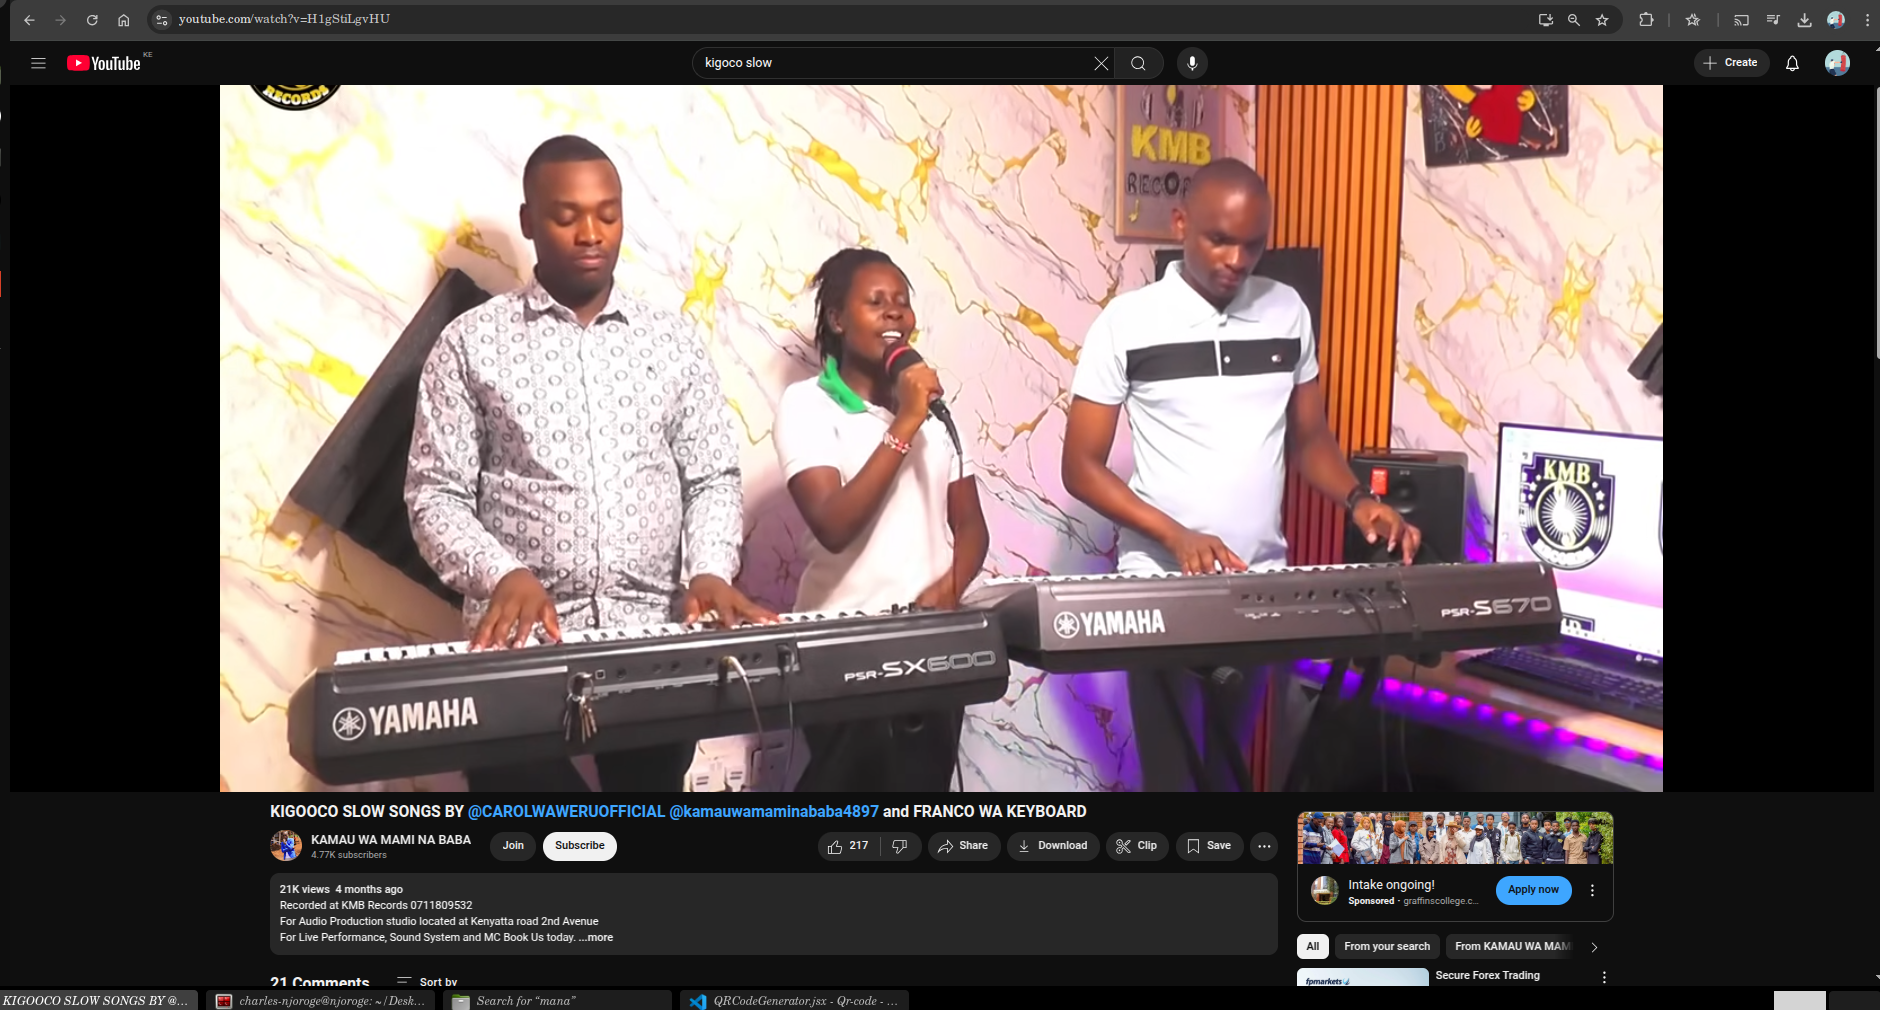 youtube.com/watch?v=H1gStiLgvHU
YouTube KE
kigoco slow
Create
RECORDS
KMB
RECO
KMB
RECORDS
YAMAHA
PSR-S670
PSR-SX600
YAMAHA
KIGOOCO SLOW SONGS BY @CAROLWAWERUOFFICIAL @kamauwamaminababa4897 and FRANCO WA KEYBOARD
KAMAU WA MAMI NA BABA
4.77K subscribers
Join
Subscribe
217
Share
Download
Clip
Save
21K views 4 months ago
Recorded at KMB Records 0711809532
For Audio Production studio located at Kenyatta road 2nd Avenue
For Live Performance, Sound System and MC Book Us today. ...more
21 Comments
Sort by
Intake ongoing!
Sponsored · graffinscollege.c...
Apply now
All
From your search
From KAMAU WA MAM
fpmarkets
Secure Forex Trading
KIGOOCO SLOW SONGS BY @...
charles-njoroge@njoroge: ~/Desk...
Search for “mana”
QRCodeGenerator.jsx - Qr-code - ...